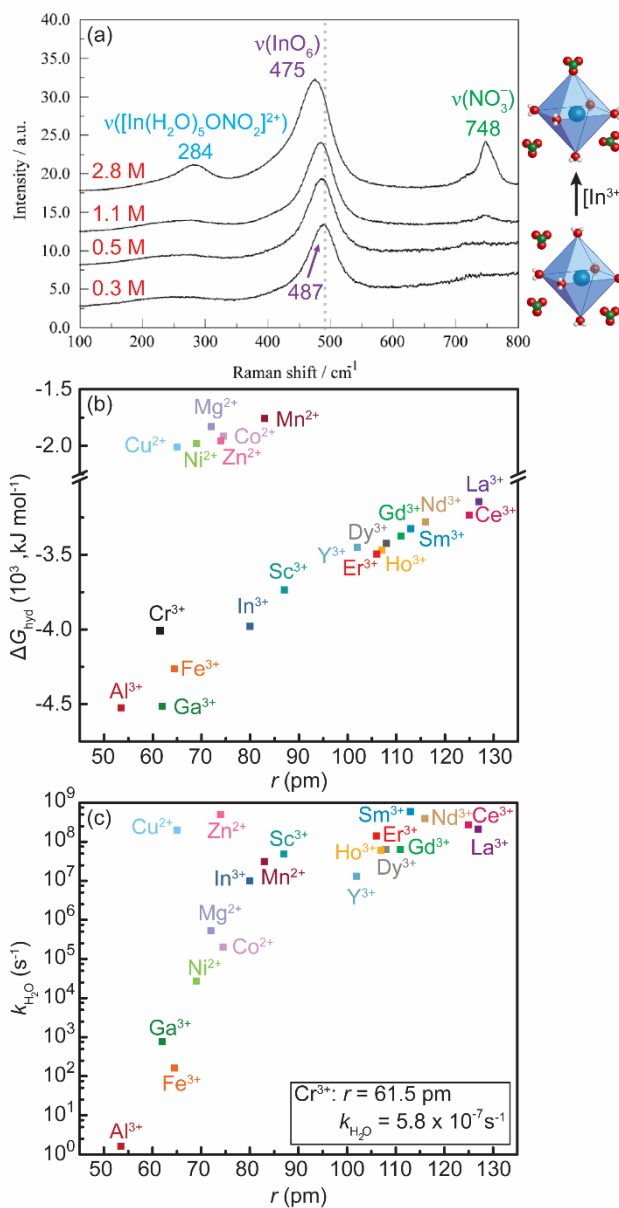 (a)
Intensity / a.u.
40.0
35.0
30.0
25.0
20.0
15.0
10.0
5.0
0.0
ν(InO₆)
475
ν([In(H₂O)₅ONO₂]²⁺)
284
ν(NO₃⁻)
748
2.8 M
1.1 M
0.5 M
0.3 M
487
[In³⁺
100 200 300 400 500 600 700 800
Raman shift / cm⁻¹
(b)
ΔG_hyd (10³ ,kJ mol⁻¹)
-1.5
-2.0
-3.5
-4.0
-4.5
Mg²⁺
Mn²⁺
Cu²⁺
Co²⁺
Ni²⁺
Zn²⁺
La³⁺
Nd³⁺
Gd³⁺
Ce³⁺
Dy³⁺
Sm³⁺
Y³⁺
Ho³⁺
Er³⁺
Sc³⁺
In³⁺
Cr³⁺
Fe³⁺
Al³⁺
Ga³⁺
50 60 70 80 90 100 110 120 130
r (pm)
(c)
k_H₂O (s⁻¹)
10⁹
10⁸
10⁷
10⁶
10⁵
10⁴
10³
10²
10¹
10⁰
Cu²⁺
Zn²⁺
Sm³⁺
Nd³⁺
Ce³⁺
Er³⁺
Sc³⁺
Ho³⁺
Gd³⁺
La³⁺
Dy³⁺
In³⁺
Mn²⁺
Y³⁺
Mg²⁺
Co²⁺
Ni²⁺
Ga³⁺
Fe³⁺
Al³⁺
Cr³⁺: r = 61.5 pm
k_H₂O = 5.8 x 10⁻⁷s⁻¹
50 60 70 80 90 100 110 120 130
r (pm)